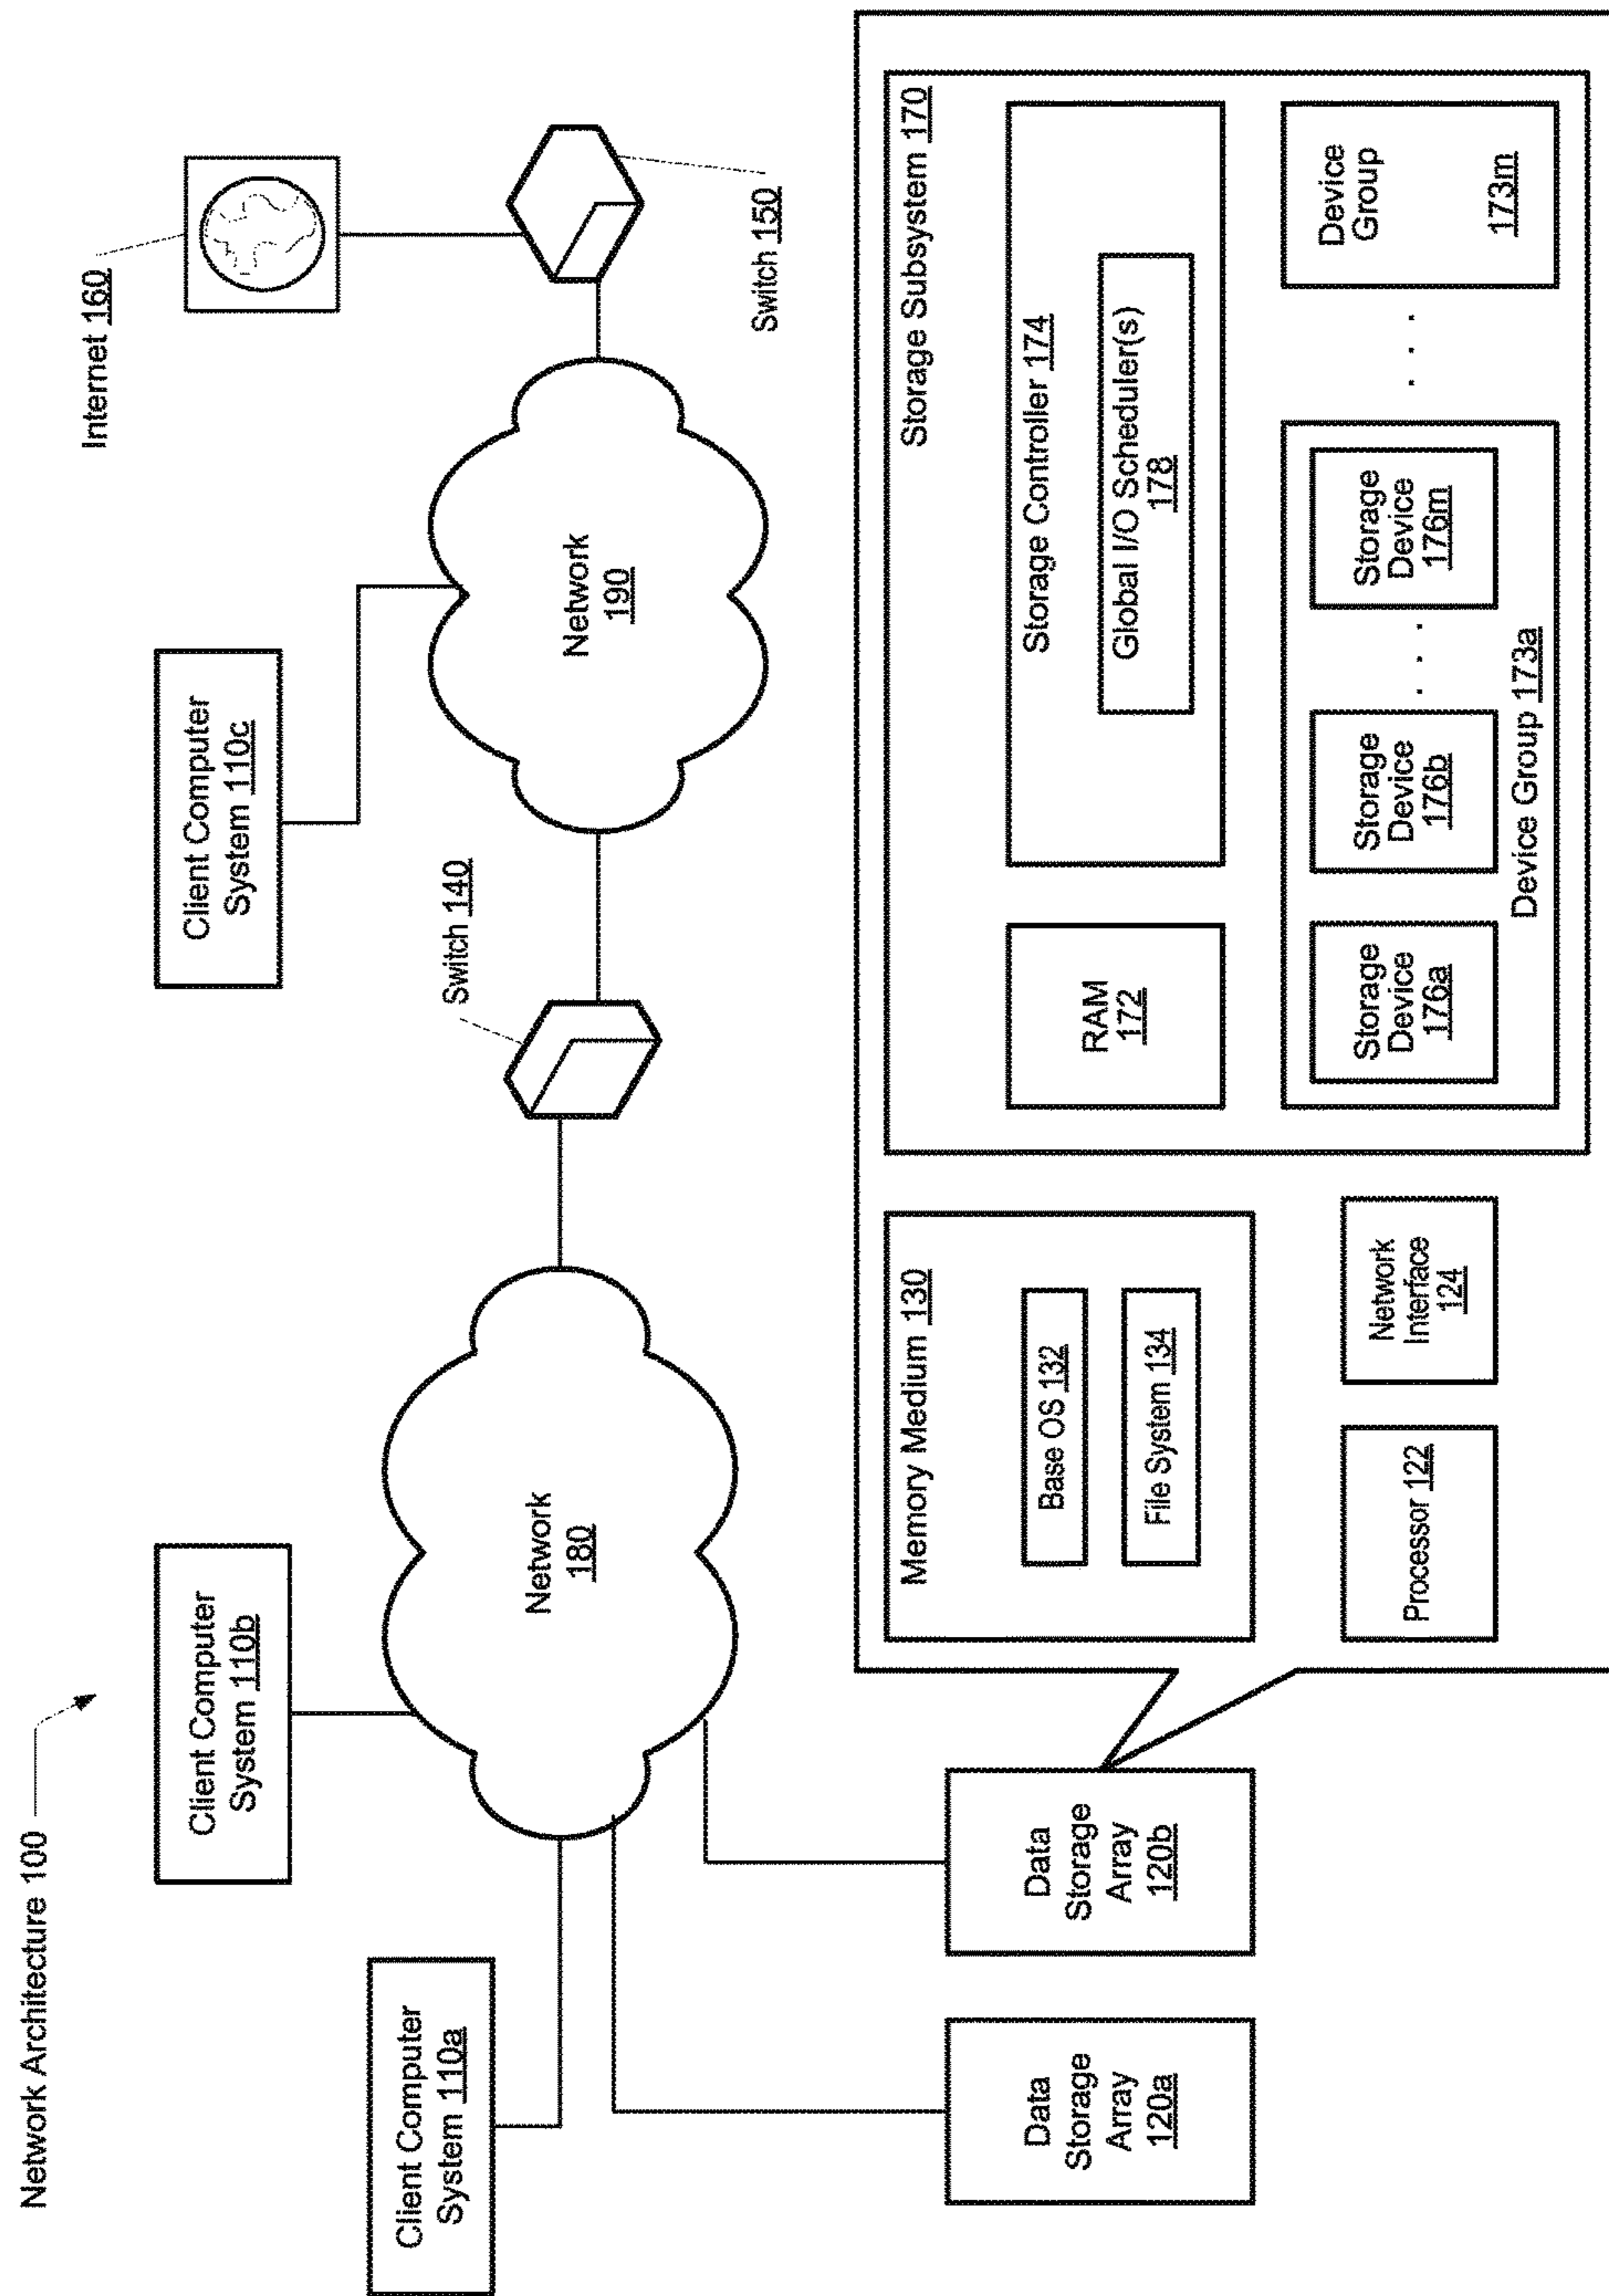 Network Architecture 100
Client Computer
System 110a
Client Computer
System 110b
Client Computer
System 110c
Internet 160
Switch 140
Switch 150
Network
180
Network
190
Data
Storage
Array
120a
Data
Storage
Array
120b
Memory Medium 130
Base OS 132
File System 134
Processor 122
Network
Interface
124
Storage Subsystem 170
RAM
172
Storage Controller 174
Global I/O Scheduler(s)
178
Storage
Device
176a
Storage
Device
176b
. . .
Storage
Device
176m
Device Group 173a
. . .
Device
Group
173m